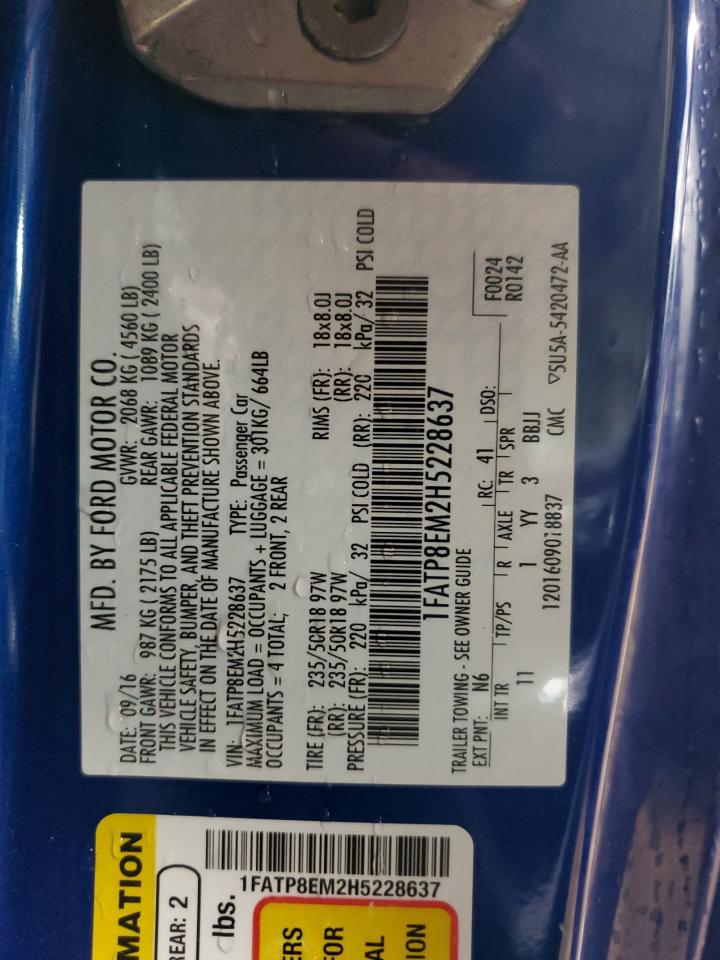 MFD. BY FORD MOTOR CO.
DATE: 09/16 GVWR: 2068 KG ( 4560 LB)
FRONT GAWR: 987 KG ( 2175 LB) REAR GAWR: 1089 KG ( 2400 LB)
THIS VEHICLE CONFORMS TO ALL APPLICABLE FEDERAL MOTOR
VEHICLE SAFETY, BUMPER, AND THEFT PREVENTION STANDARDS
IN EFFECT ON THE DATE OF MANUFACTURE SHOWN ABOVE.
VIN: 1FATP8EM2H5228637 TYPE: Passenger Car
MAXIMUM LOAD = OCCUPANTS + LUGGAGE = 301KG/ 664LB
OCCUPANTS = 4 TOTAL; 2 FRONT, 2 REAR
TIRE (FR): 235/50R18 97W RIMS (FR): 18x8.0J
(RR): 235/50R18 97W (RR): 18x8.0J
PRESSURE (FR): 220 kPa/ 32 PSI COLD (RR): 220 kPa/ 32 PSI COLD
1FATP8EM2H5228637
TRAILER TOWING - SEE OWNER GUIDE
EXT PNT: N6 RC: 41 DSO: F0024
INT TR TP/PS R AXLE TR SPR R0142
11 1 YY 3 BBJJ
1201609018837 CMC ▽5U5A-5420472-AA
MATION
REAR: 2
lbs.
1FATP8EM2H5228637
ERS
FOR
AL
ION